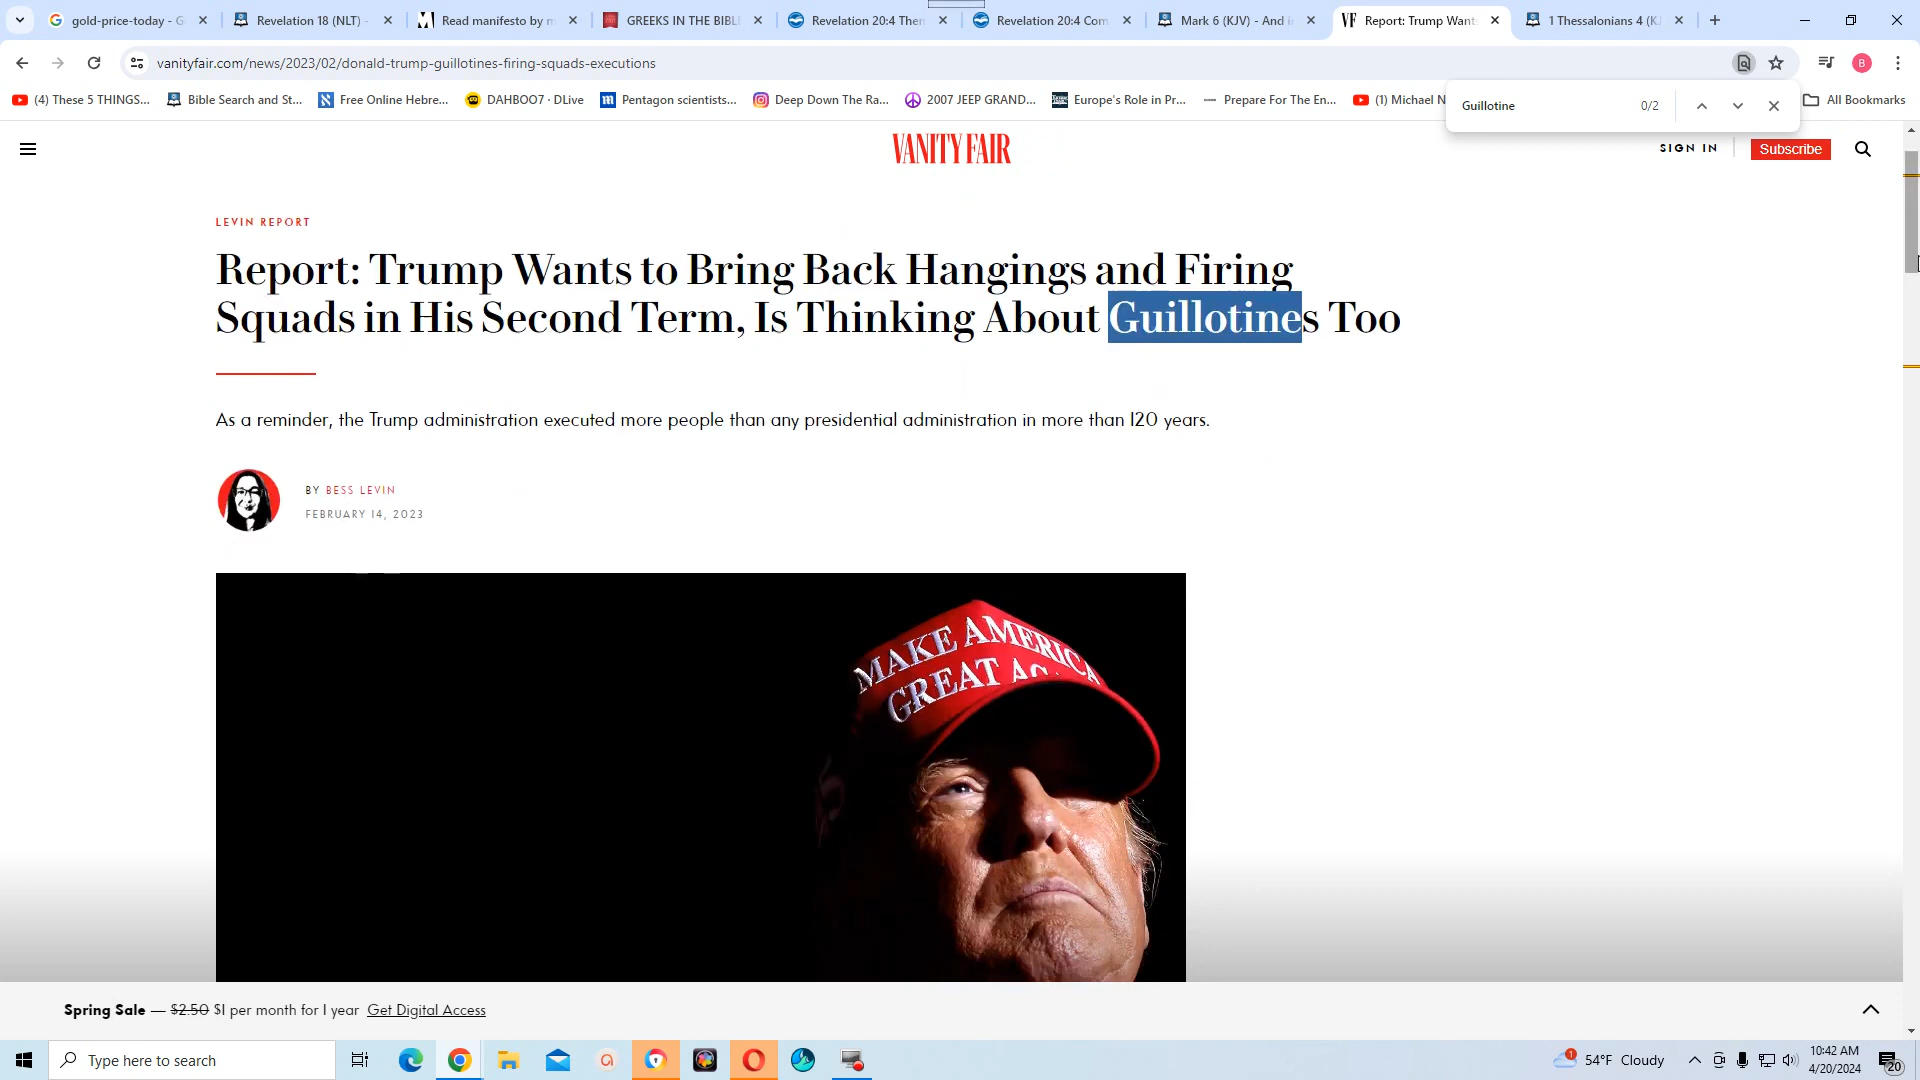 gold-price-today - G
Revelation 18 (NLT) -
Read manifesto by m
GREEKS IN THE BIBL
Revelation 20:4 Then
Revelation 20:4 Com
Mark 6 (KJV) - And i
VF Report: Trump Wants
1 Thessalonians 4 (KJ
vanityfair.com/news/2023/02/donald-trump-guillotines-firing-squads-executions
B
(4) These 5 THINGS...
Bible Search and St...
Free Online Hebre...
DAHBOO7 · DLive
Pentagon scientists...
Deep Down The Ra...
2007 JEEP GRAND...
Europe's Role in Pr...
Prepare For The En...
(1) Michael N
All Bookmarks
Guillotine 0/2
VANITY FAIR
SIGN IN
Subscribe
LEVIN REPORT
Report: Trump Wants to Bring Back Hangings and Firing
Squads in His Second Term, Is Thinking About Guillotines Too
As a reminder, the Trump administration executed more people than any presidential administration in more than 120 years.
BY BESS LEVIN
FEBRUARY 14, 2023
MAKE AMERICA
GREAT AG
Spring Sale — $2.50 $1 per month for 1 year Get Digital Access
Type here to search
1
54°F Cloudy
10:42 AM
4/20/2024
20